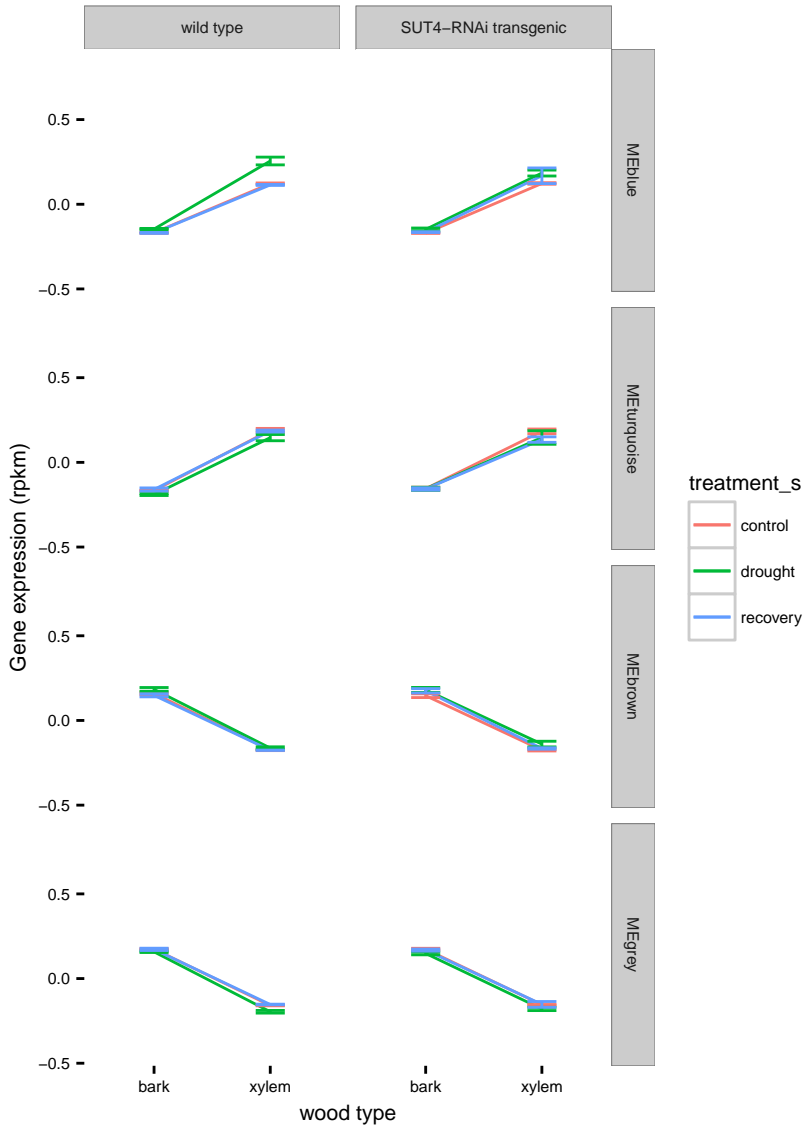 wild type
SUT4−RNAi transgenic
0.5
0.0
−0.5
MEblue
0.5
0.0
−0.5
MEturquoise
0.5
0.0
−0.5
MEbrown
0.5
0.0
−0.5
MEgrey
Gene expression (rpkm)
bark
xylem
bark
xylem
wood type
treatment_s
control
drought
recovery